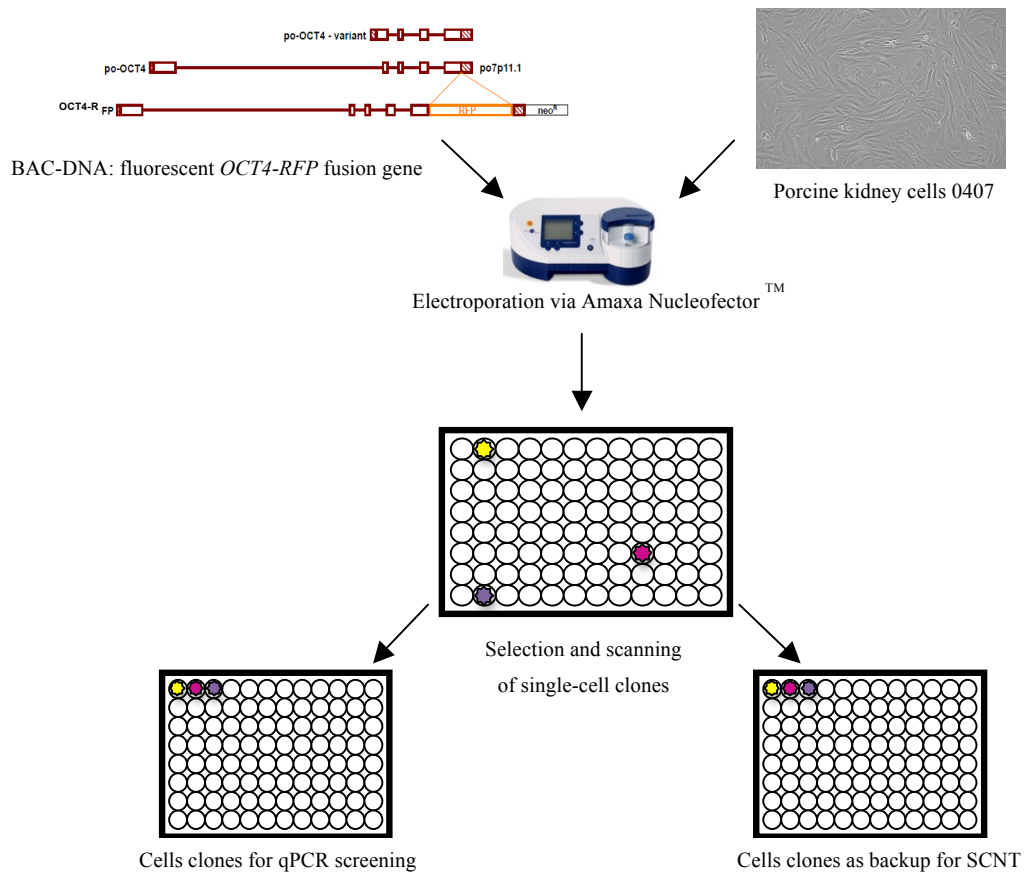 po-OCT4 - variant
po-OCT4
po7p11.1
OCT4-R FP
RFP
neoR
BAC-DNA: fluorescent OCT4-RFP fusion gene
Porcine kidney cells 0407
Electroporation via Amaxa Nucleofector TM
Selection and scanning
of single-cell clones
Cells clones for qPCR screening
Cells clones as backup for SCNT